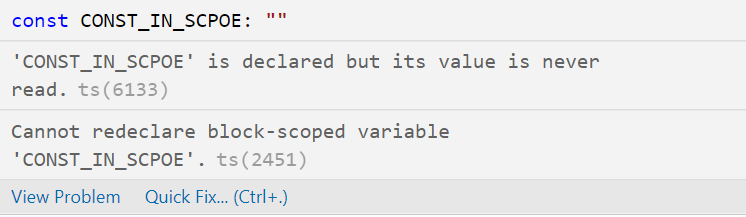 const CONST_IN_SCPOE: ""
'CONST_IN_SCPOE' is declared but its value is never
read. ts(6133)
Cannot redeclare block-scoped variable
'CONST_IN_SCPOE'. ts(2451)
View Problem Quick Fix... (Ctrl+.)